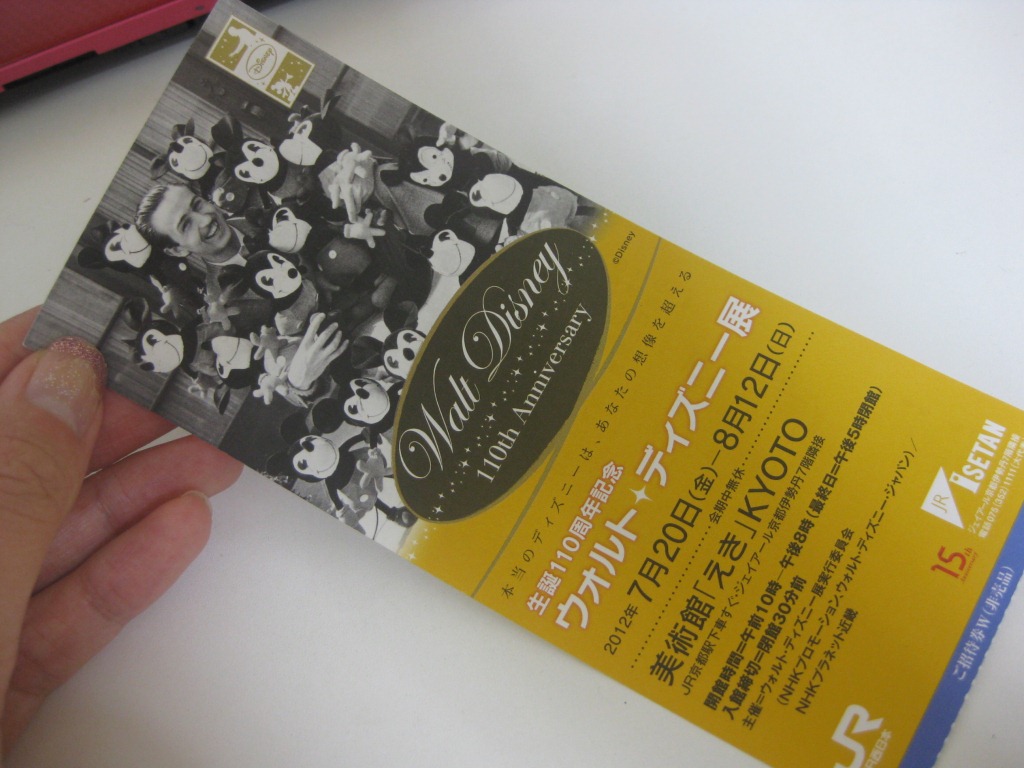 Disney
Walt Disney
110th Anniversary
©Disney
本当のディズニーは、あなたの想像を超える
生誕110周年記念
ウォルト・ディズニー展
2012年 7月20日(金)－8月12日(日)
会期中無休
美術館「えき」KYOTO
JR京都駅下車すぐ・ジェイアール京都伊勢丹7階隣接
開館時間=午前10時－午後8時(最終日=午後5時閉館)
入館締切=閉館30分前
主催=ウォルト・ディズニー展実行委員会
(NHKプロモーション・ウォルト・ディズニー・ジャパン)/
NHKプラネット近畿
JR
ISETAN
15th
JR西日本
ご招待券W(非売品)